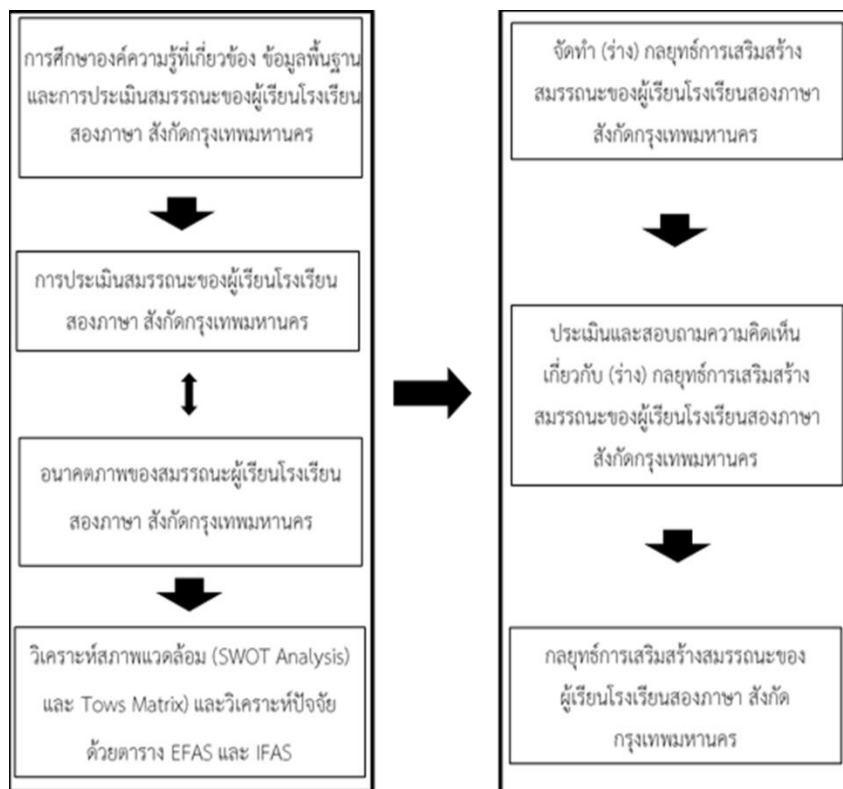 การศึกษาองค์ความรู้ที่เกี่ยวข้อง ข้อมูลพื้นฐาน
และการประเมินสมรรถนะของผู้เรียนโรงเรียน
สองภาษา สังกัดกรุงเทพมหานคร
การประเมินสมรรถนะของผู้เรียนโรงเรียน
สองภาษา สังกัดกรุงเทพมหานคร
อนาคตภาพของสมรรถนะผู้เรียนโรงเรียน
สองภาษา สังกัดกรุงเทพมหานคร
วิเคราะห์สภาพแวดล้อม (SWOT Analysis)
และ Tows Matrix) และวิเคราะห์ปัจจัย
ด้วยตาราง EFAS และ IFAS
จัดทำ (ร่าง) กลยุทธ์การเสริมสร้าง
สมรรถนะของผู้เรียนโรงเรียนสองภาษา
สังกัดกรุงเทพมหานคร
ประเมินและสอบถามความคิดเห็น
เกี่ยวกับ (ร่าง) กลยุทธ์การเสริมสร้าง
สมรรถนะของผู้เรียนโรงเรียนสองภาษา
สังกัดกรุงเทพมหานคร
กลยุทธ์การเสริมสร้างสมรรถนะของ
ผู้เรียนโรงเรียนสองภาษา สังกัด
กรุงเทพมหานคร